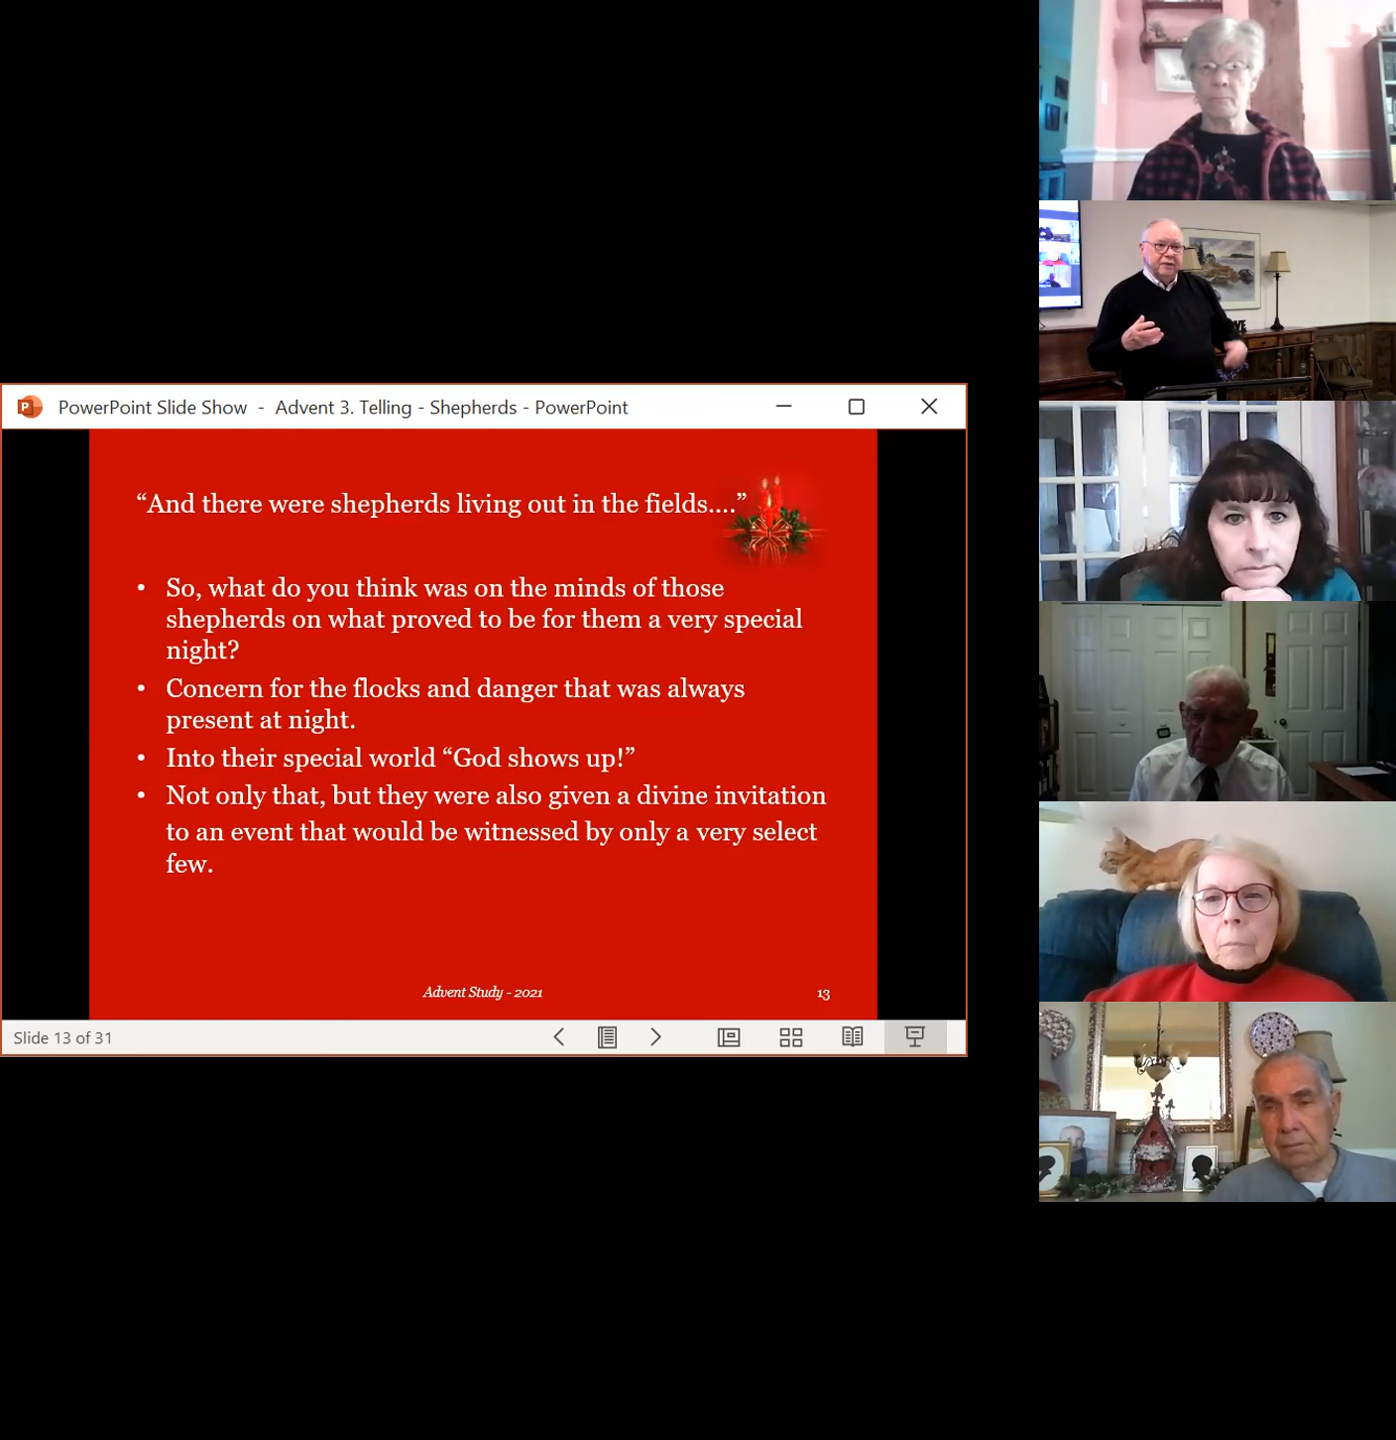 PowerPoint Slide Show - Advent 3. Telling - Shepherds - PowerPoint
“And there were shepherds living out in the fields....”
• So, what do you think was on the minds of those
shepherds on what proved to be for them a very special
night?
• Concern for the flocks and danger that was always
present at night.
• Into their special world “God shows up!”
• Not only that, but they were also given a divine invitation
to an event that would be witnessed by only a very select
few.
Advent Study - 2021
13
Slide 13 of 31